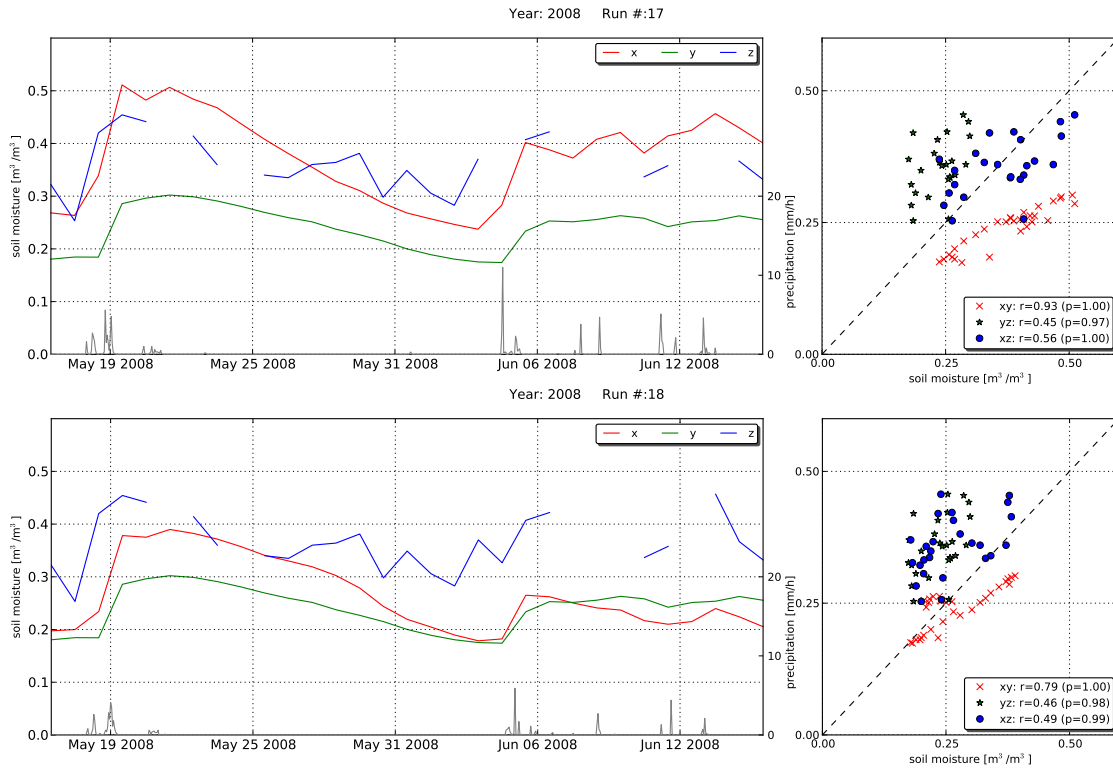 Year: 2008 Run #:17
x y z
soil moisture [m³/m³]
0.5
0.4
0.3
0.2
0.1
0.0
20
10
0
precipitation [mm/h]
May 19 2008 May 25 2008 May 31 2008 Jun 06 2008 Jun 12 2008
0.50
0.25
0.00
xy: r=0.93 (p=1.00)
yz: r=0.45 (p=0.97)
xz: r=0.56 (p=1.00)
0.00 0.25 0.50
soil moisture [m³/m³]
Year: 2008 Run #:18
x y z
soil moisture [m³/m³]
0.5
0.4
0.3
0.2
0.1
0.0
20
10
0
precipitation [mm/h]
May 19 2008 May 25 2008 May 31 2008 Jun 06 2008 Jun 12 2008
0.50
0.25
0.00
xy: r=0.79 (p=1.00)
yz: r=0.46 (p=0.98)
xz: r=0.49 (p=0.99)
0.00 0.25 0.50
soil moisture [m³/m³]